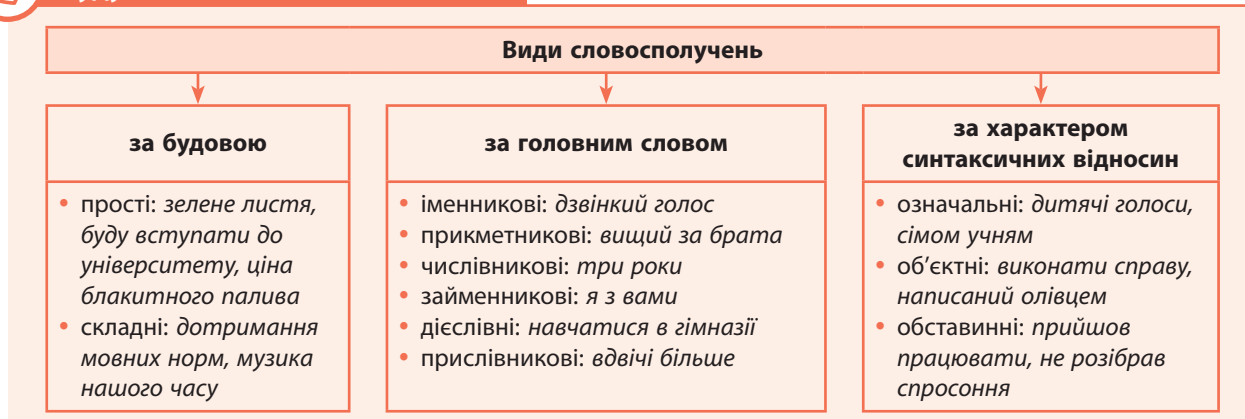 Види словосполучень
за будовою
• прості: зелене листя,
буду вступати до
університету, ціна
блакитного палива
• складні: дотримання
мовних норм, музика
нашого часу
за головним словом
• іменникові: дзвінкий голос
• прикметникові: вищий за брата
• числівникові: три роки
• займенникові: я з вами
• дієслівні: навчатися в гімназії
• прислівникові: вдвічі більше
за характером
синтаксичних відносин
• означальні: дитячі голоси,
сімом учням
• об’єктні: виконати справу,
написаний олівцем
• обставинні: прийшов
працювати, не розібрав
спросоння